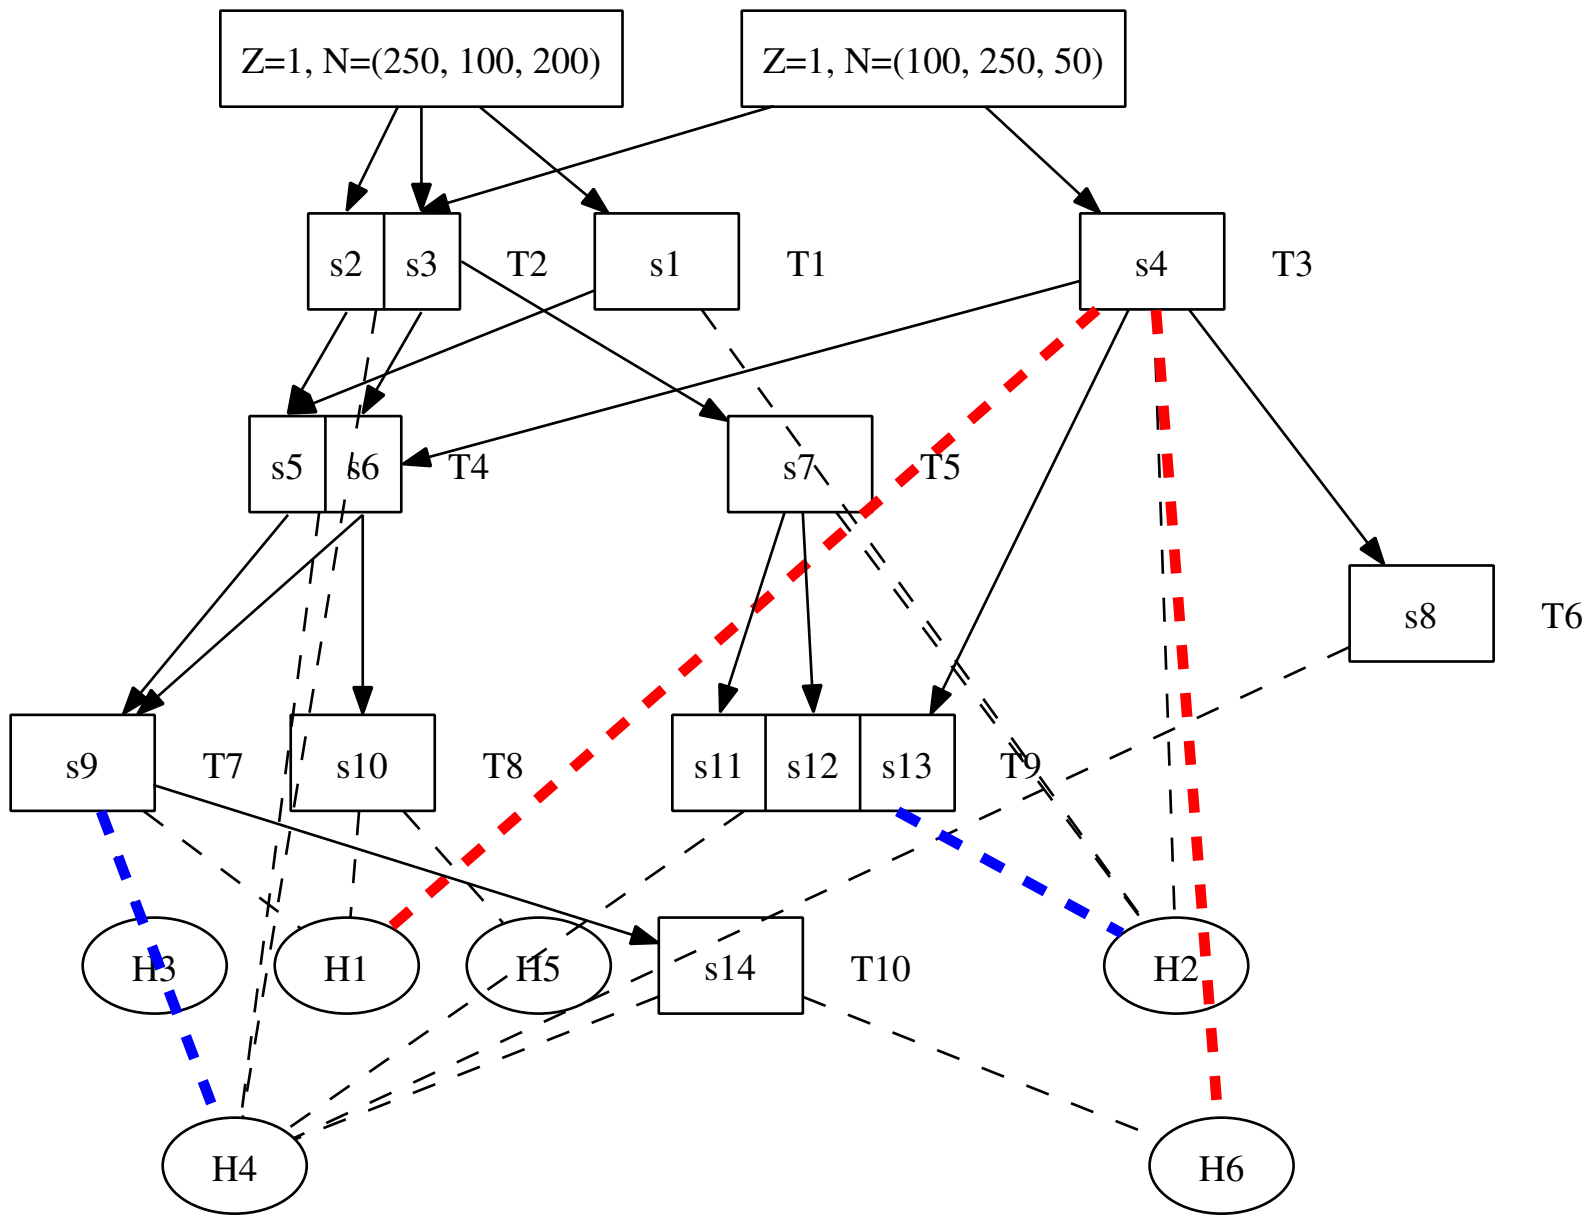 Z=1, N=(250, 100, 200)
Z=1, N=(100, 250, 50)
s2
s3
T2
s1
T1
s4
T3
s5
s6
T4
s7
T5
s8
T6
s9
T7
s10
T8
s11
s12
s13
T9
H3
H1
H5
s14
T10
H2
H4
H6